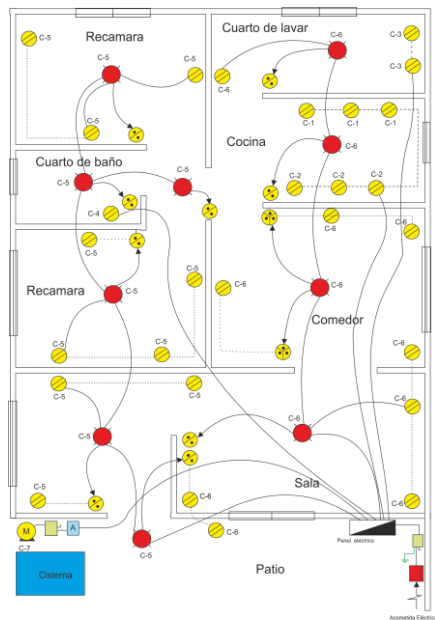 Recamara
Cuarto de lavar
C-5
C-5
C-5
C-6
C-3
C-3
C-6
C-5
C-1
C-1
C-1
Cocina
C-6
Cuarto de baño
C-5
C-5
C-2
C-2
C-2
C-4
C-6
C-6
C-5
C-5
C-6
C-6
Recamara
C-5
Comedor
C-5
C-5
C-6
C-5
C-5
C-6
C-5
C-6
C-5
C-6
C-6
Sala
M
A
C-7
C-6
C-5
Panel eléctrico
Cisterna
Patio
Acometida Eléctrica